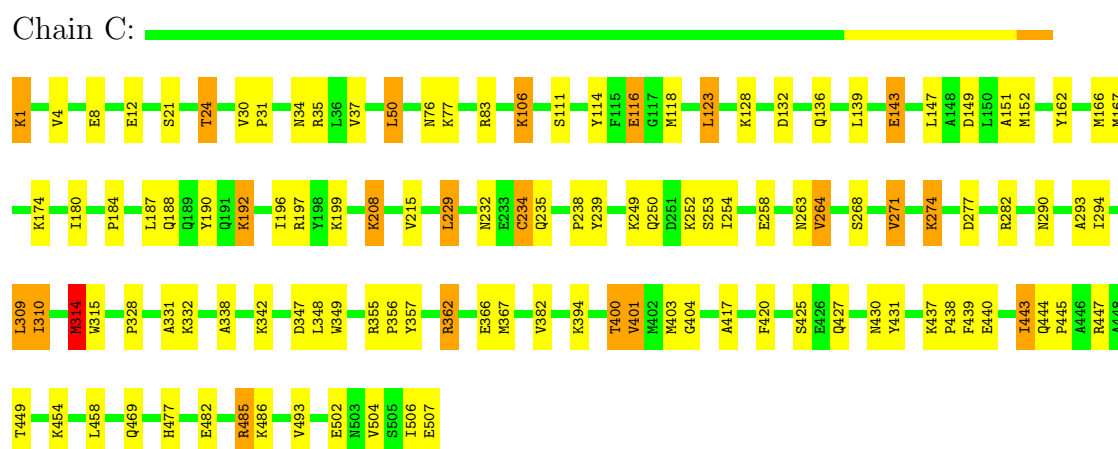 Chain C:
K1 V4 E8 E12 S21 T24 V30 P31 N34 R35 L36 V37 L50 N76 K77 R83 K106 S111 Y114 F115 E116 G117 M118 L123 K128 D132 Q136 L139 E143 L147 A148 D149 L150 A151 M152 Y162 M166 M167
K174 I180 P184 L187 Q188 Q189 Y190 Q191 K192 I196 R197 Y198 K199 K208 V215 L229 N232 E233 C234 Q235 P238 Y239 K249 Q250 D251 K252 S253 I254 E258 N263 V264 S268 V271 K274 D277 R282 N290 A293 I294
L309 I310 M314 W315 P328 A331 K332 A338 K342 D347 L348 W349 R355 P356 Y357 R362 E366 M367 V382 K394 T400 V401 M402 M403 G404 A417 F420 S425 E426 Q427 N430 Y431 K437 P438 F439 E440 I443 Q444 P445 A446 R447 A448
T449 K454 L458 Q469 H477 E482 R485 K486 V493 E502 N503 V504 S505 I506 E507